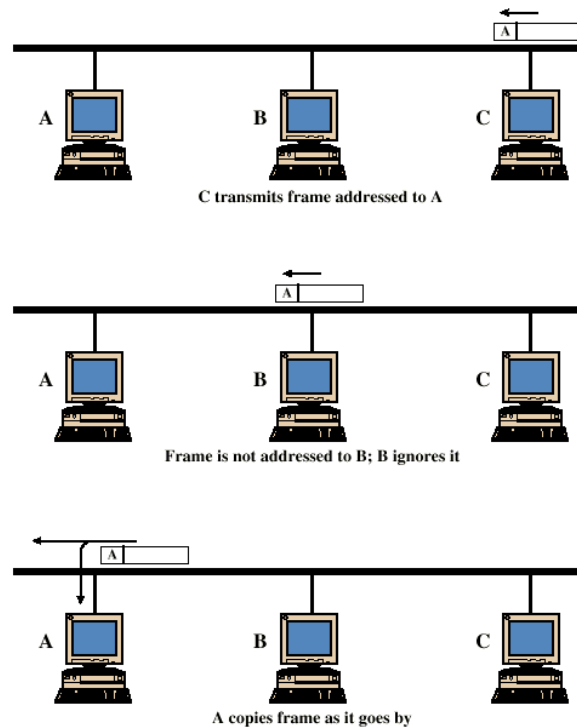 A
A B C
C transmits frame addressed to A
A
A B C
Frame is not addressed to B; B ignores it
A
A B C
A copies frame as it goes by